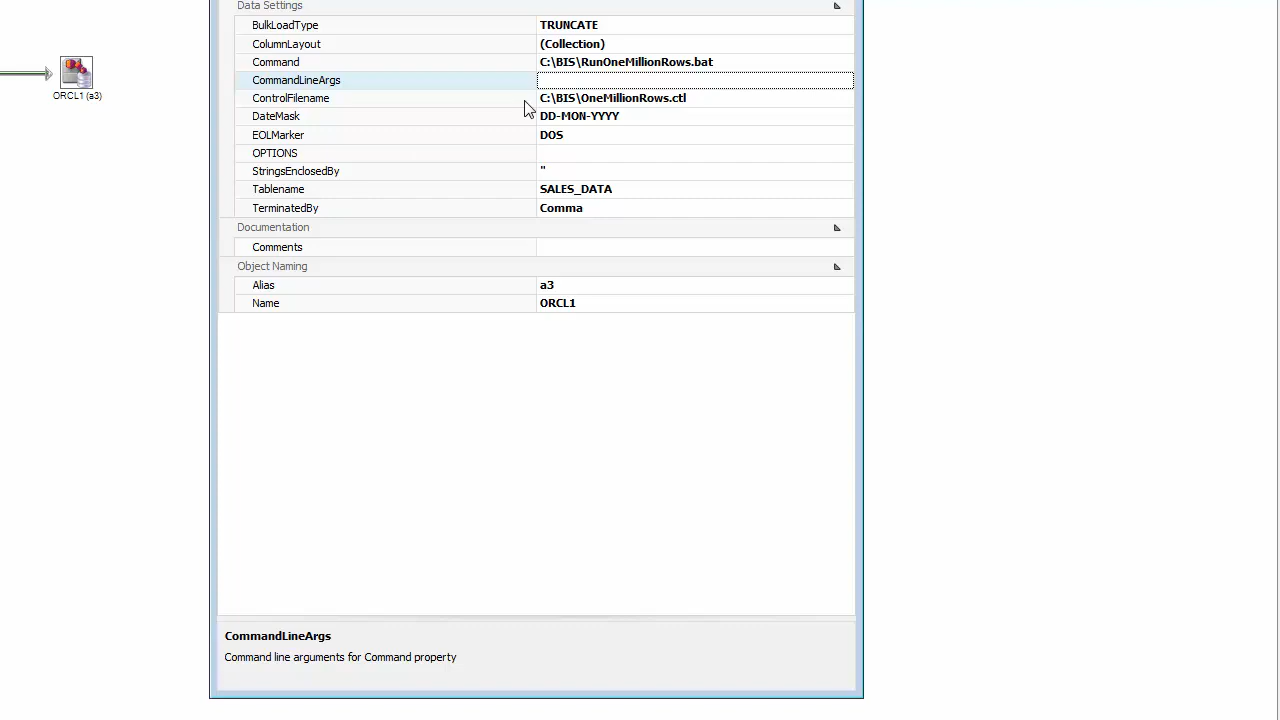 Data Settings
BulkLoadType TRUNCATE
ColumnLayout (Collection)
Command C:\BIS\RunOneMillionRows.bat
CommandLineArgs
ControlFilename C:\BIS\OneMillionRows.ctl
DateMask DD-MON-YYYY
EOLMarker DOS
OPTIONS
StringsEnclosedBy "
Tablename SALES_DATA
TerminatedBy Comma
Documentation
Comments
Object Naming
Alias a3
Name ORCL1
ORCL1 (a3)
CommandLineArgs
Command line arguments for Command property